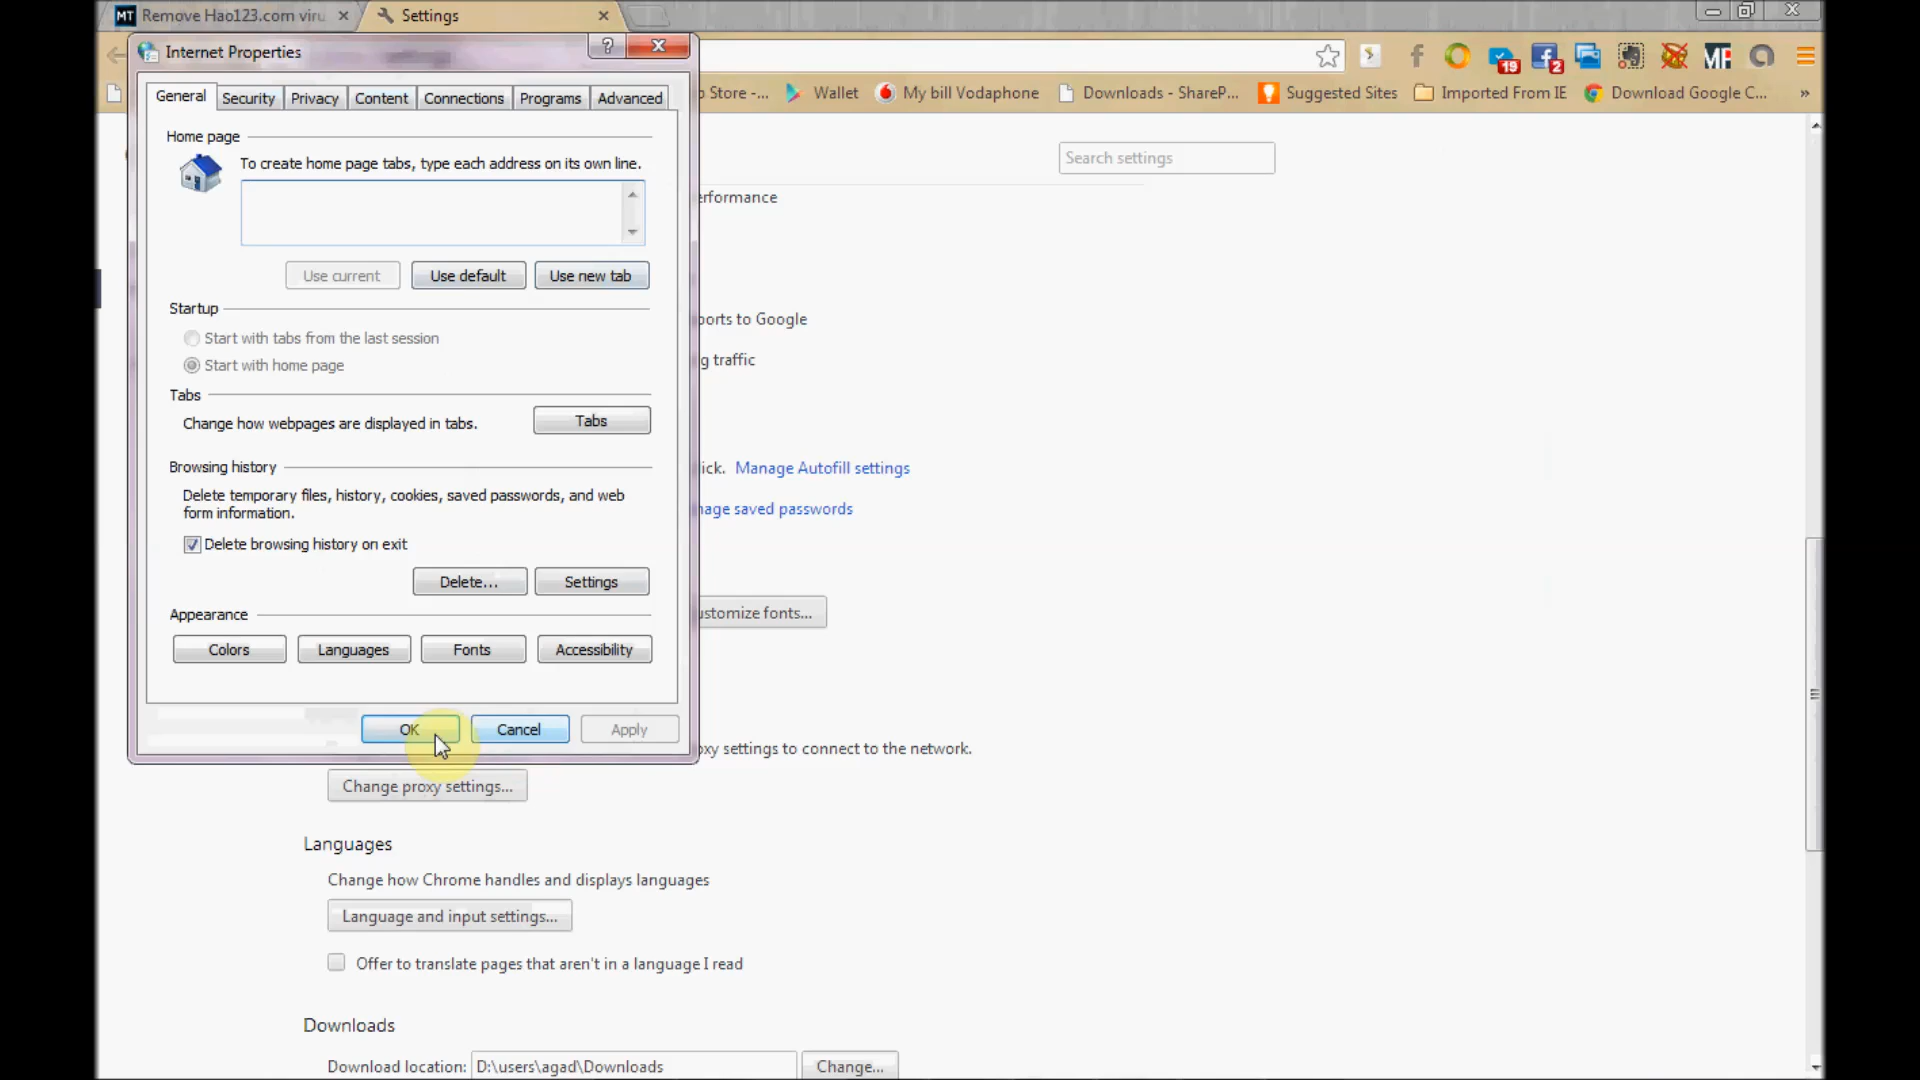 MT Remove Hao123.com viru
Settings
Internet Properties
General Security Privacy Content Connections Programs Advanced
Store -... Wallet My bill Vodaphone Downloads - ShareP... Suggested Sites Imported From IE Download Google C... »
19 2
Search settings
Home page
To create home page tabs, type each address on its own line.
erformance
Use current Use default Use new tab
Startup
Start with tabs from the last session
Start with home page
ports to Google
g traffic
Tabs
Change how webpages are displayed in tabs. Tabs
Browsing history
ick. Manage Autofill settings
Delete temporary files, history, cookies, saved passwords, and web
form information.
nage saved passwords
Delete browsing history on exit
Delete... Settings
Appearance
ustomize fonts...
Colors Languages Fonts Accessibility
OK Cancel Apply
oxy settings to connect to the network.
Change proxy settings...
Languages
Change how Chrome handles and displays languages
Language and input settings...
Offer to translate pages that aren't in a language I read
Downloads
Download location: D:\users\agad\Downloads Change...